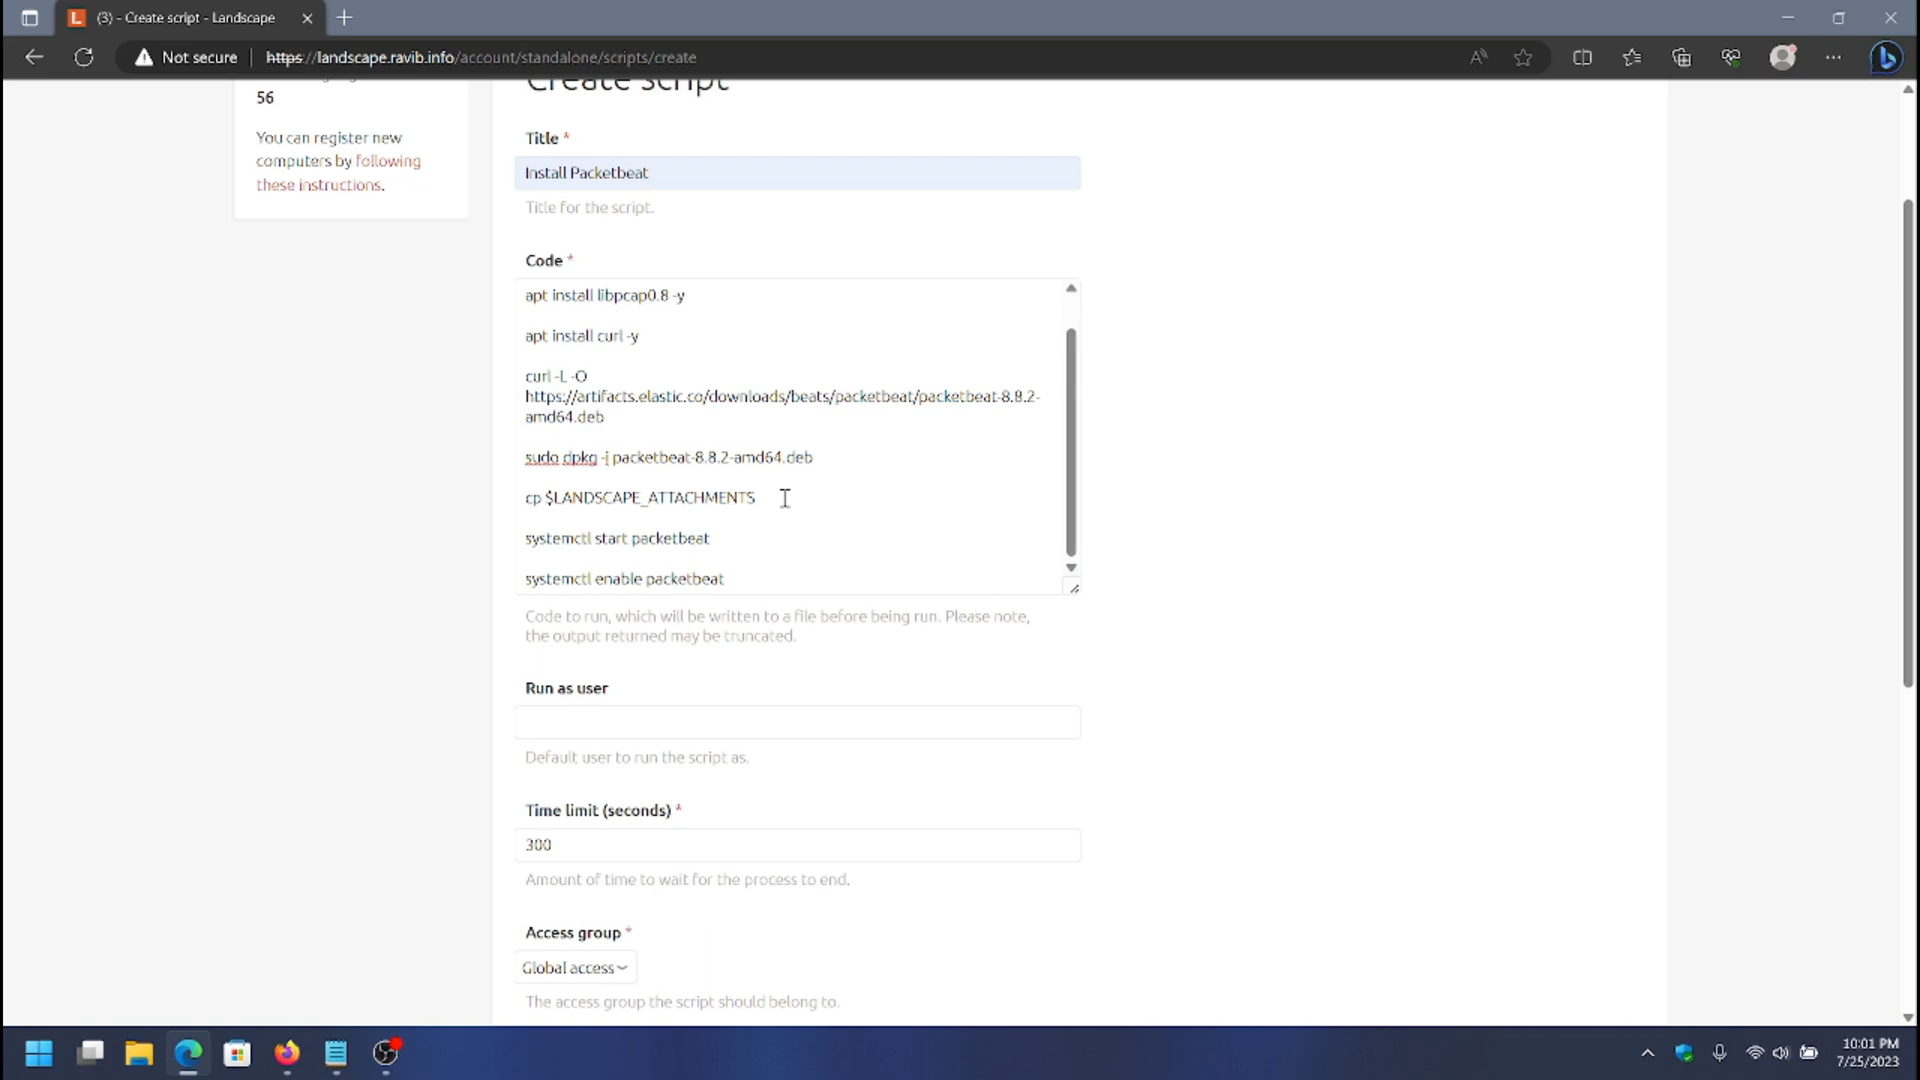 (3) - Create script - Landscape
Not secure
https://landscape.ravib.info/account/standalone/scripts/create
56
You can register new
computers by following
these instructions.
Create script
Title *
Install Packetbeat
Title for the script.
Code *
apt install libpcap0.8 -y
apt install curl -y
curl -L -O
https://artifacts.elastic.co/downloads/beats/packetbeat/packetbeat-8.8.2-
amd64.deb
sudo dpkg -i packetbeat-8.8.2-amd64.deb
cp $LANDSCAPE_ATTACHMENTS
systemctl start packetbeat
systemctl enable packetbeat
Code to run, which will be written to a file before being run. Please note,
the output returned may be truncated.
Run as user
Default user to run the script as.
Time limit (seconds) *
300
Amount of time to wait for the process to end.
Access group *
Global access
The access group the script should belong to.
10:01 PM
7/25/2023